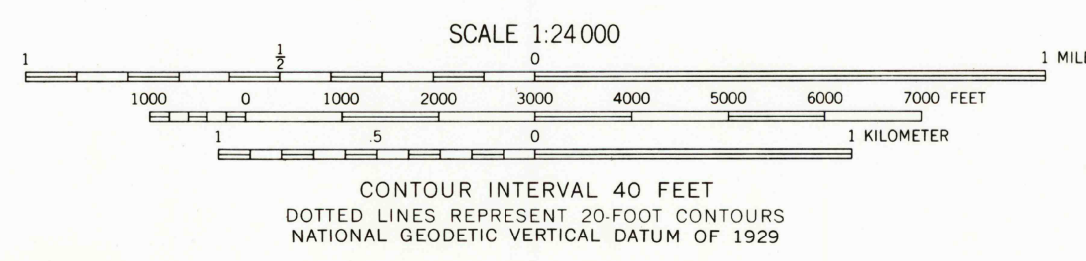 SCALE 1:24 000
1 1/2 0 1 MILE
1000 0 1000 2000 3000 4000 5000 6000 7000 FEET
1 .5 0 1 KILOMETER
CONTOUR INTERVAL 40 FEET
DOTTED LINES REPRESENT 20-FOOT CONTOURS
NATIONAL GEODETIC VERTICAL DATUM OF 1929